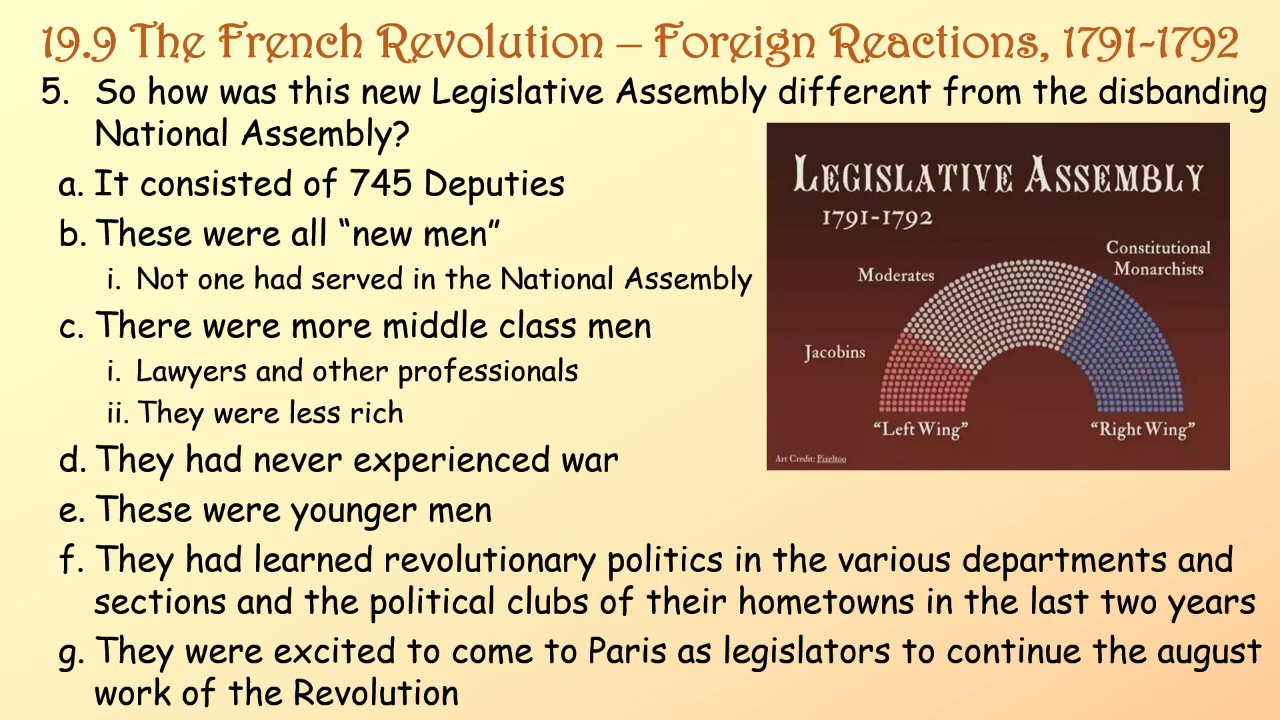 19.9 The French Revolution – Foreign Reactions, 1791-1792
5. So how was this new Legislative Assembly different from the disbanding
National Assembly?
a. It consisted of 745 Deputies
b. These were all “new men”
i. Not one had served in the National Assembly
c. There were more middle class men
i. Lawyers and other professionals
ii. They were less rich
d. They had never experienced war
e. These were younger men
f. They had learned revolutionary politics in the various departments and
sections and the political clubs of their hometowns in the last two years
g. They were excited to come to Paris as legislators to continue the august
work of the Revolution
Legislative Assembly
1791-1792
Constitutional
Monarchists
Moderates
Jacobins
“Left Wing”
“Right Wing”
Art Credit: Pixeltoo